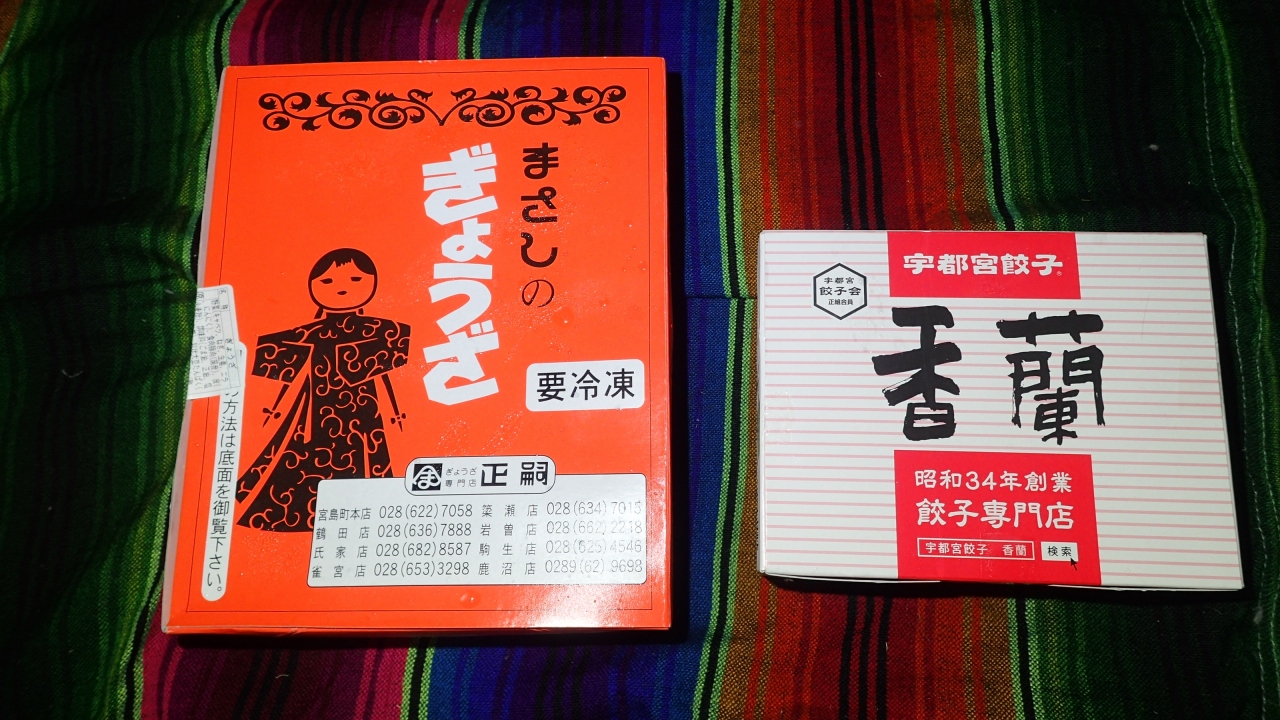 まさしの
ぎょうざ
要冷凍
方法は底面を御覧下さい。
ぎょうざ
専門店
正嗣
宮島町本店 028(622)7058 簗瀬店 028(634)7015
鶴田店 028(636)7888 岩曽店 028(662)2218
氏家店 028(682)8587 駒生店 028(625)4546
雀宮店 028(653)3298 鹿沼店 0289(62)9698
宇都宮餃子®
宇都宮
餃子会
正組合員
香蘭
昭和34年創業
餃子専門店
宇都宮餃子 香蘭 検索